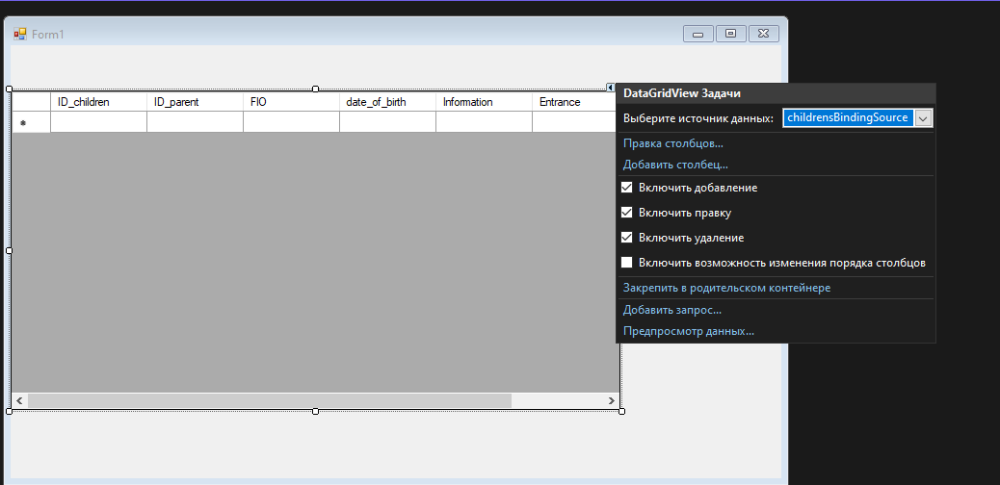 Form1
ID_children ID_parent FIO date_of_birth Information Entrance
DataGridView Задачи
Выберите источник данных: childrensBindingSource
Правка столбцов...
Добавить столбец...
Включить добавление
Включить правку
Включить удаление
Включить возможность изменения порядка столбцов
Закрепить в родительском контейнере
Добавить запрос...
Предпросмотр данных...